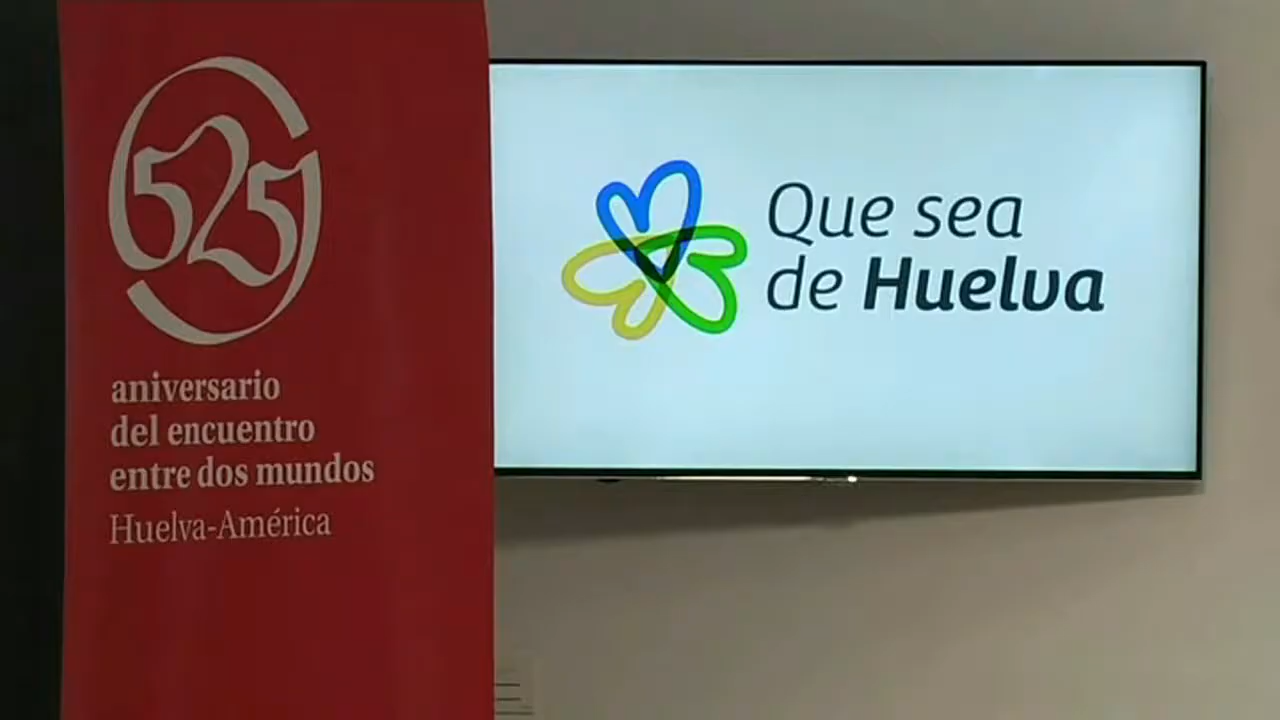 525
aniversario
del encuentro
entre dos mundos
Huelva-América
Que sea
de Huelva